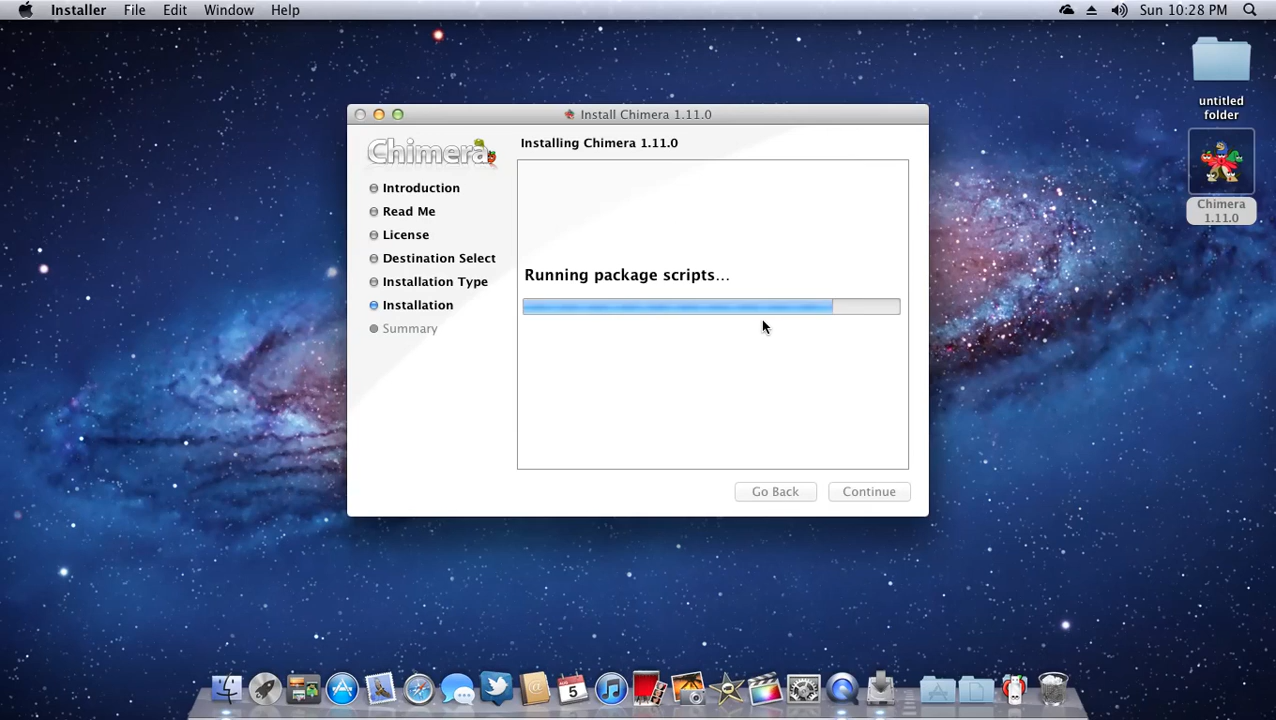 Installer File Edit Window Help Sun 10:28 PM
untitled
folder
Chimera
1.11.0
Install Chimera 1.11.0
Chimera
Installing Chimera 1.11.0
Introduction
Read Me
License
Destination Select
Installation Type
Installation
Summary
Running package scripts...
Go Back Continue
AUG
5